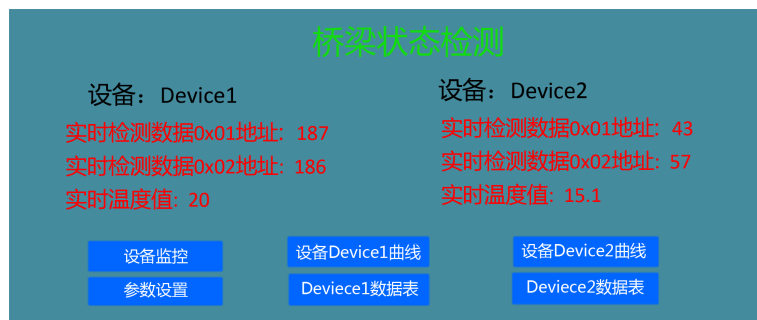 桥梁状态检测
设备：Device1
实时检测数据0x01地址: 187
实时检测数据0x02地址: 186
实时温度值: 20
设备：Device2
实时检测数据0x01地址: 43
实时检测数据0x02地址: 57
实时温度值: 15.1
设备监控
设备Device1曲线
设备Device2曲线
参数设置
Deviece1数据表
Deviece2数据表